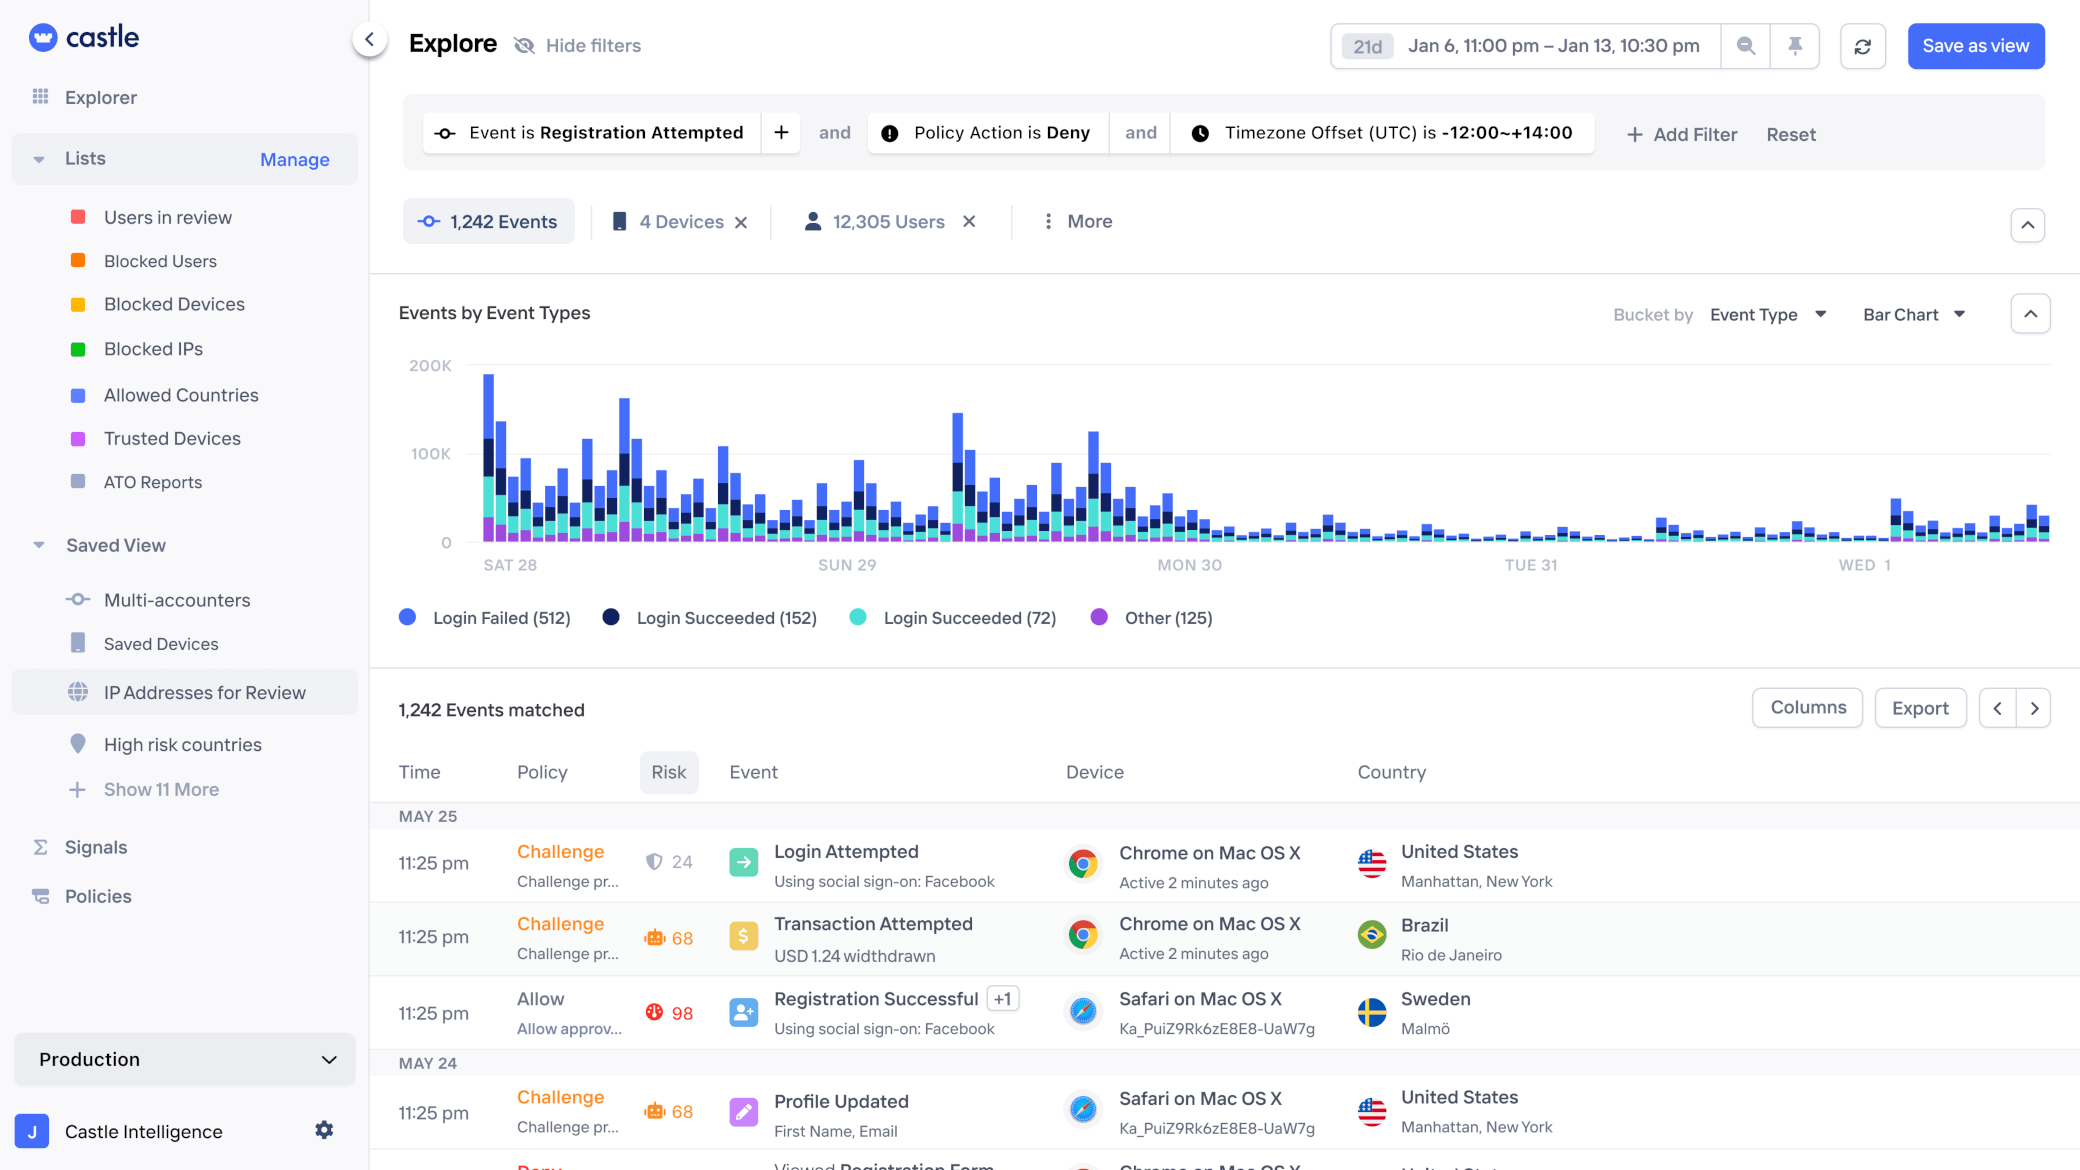 castle
Explorer
Lists Manage
Users in review
Blocked Users
Blocked Devices
Blocked IPs
Allowed Countries
Trusted Devices
ATO Reports
Saved View
Multi-accounters
Saved Devices
IP Addresses for Review
High risk countries
Show 11 More
Signals
Policies
Production
J Castle Intelligence
Explore Hide filters
21d Jan 6, 11:00 pm – Jan 13, 10:30 pm
Save as view
Event is Registration Attempted + and Policy Action is Deny and Timezone Offset (UTC) is -12:00~+14:00 + Add Filter Reset
1,242 Events 4 Devices 12,305 Users More
Events by Event Types
Bucket by Event Type Bar Chart
200K
100K
0
SAT 28 SUN 29 MON 30 TUE 31 WED 1
Login Failed (512) Login Succeeded (152) Login Succeeded (72) Other (125)
1,242 Events matched
Columns Export
Time Policy Risk Event Device Country
MAY 25
11:25 pm Challenge 24 Login Attempted Chrome on Mac OS X United States
Challenge pr... Using social sign-on: Facebook Active 2 minutes ago Manhattan, New York
11:25 pm Challenge 68 $ Transaction Attempted Chrome on Mac OS X Brazil
Challenge pr... USD 1.24 widthdrawn Active 2 minutes ago Rio de Janeiro
11:25 pm Allow 98 Registration Successful +1 Safari on Mac OS X Sweden
Allow approv... Using social sign-on: Facebook Ka_PuiZ9Rk6zE8E8-UaW7g Malmö
MAY 24
11:25 pm Challenge 68 Profile Updated Safari on Mac OS X United States
Challenge pr... First Name, Email Ka_PuiZ9Rk6zE8E8-UaW7g Manhattan, New York
Viewed Registration Form Chrome on Mac OS X